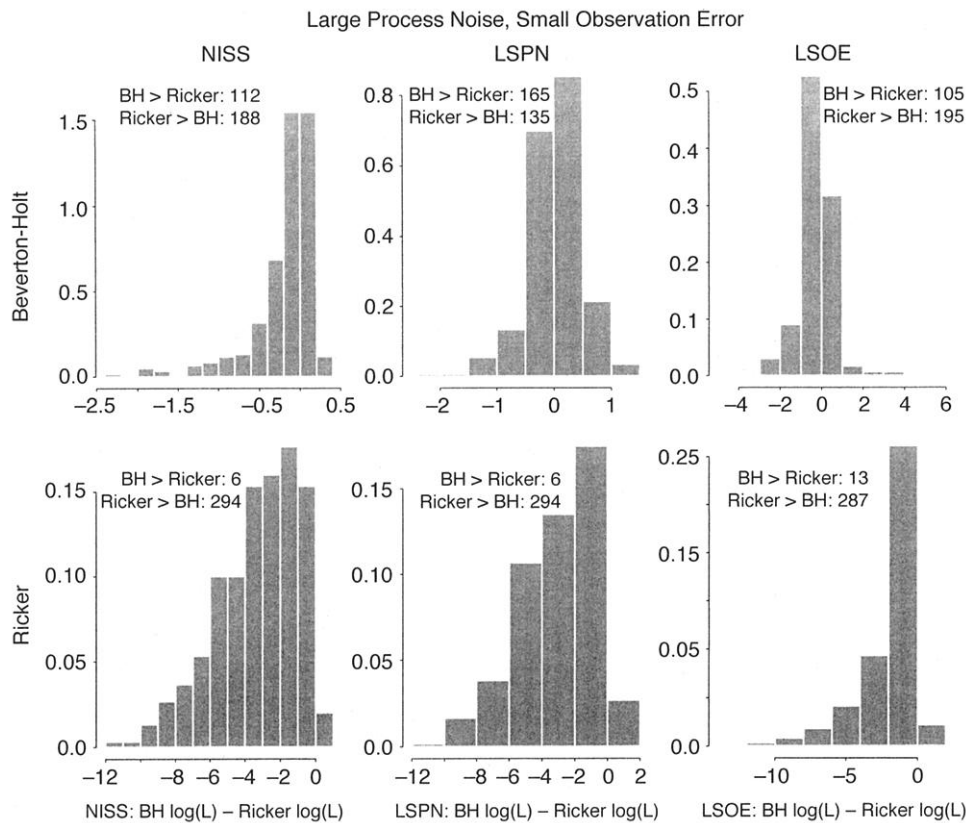 Large Process Noise, Small Observation Error
NISS
LSPN
LSOE
Beverton-Holt
BH > Ricker: 112
Ricker > BH: 188
1.5
1.0
0.5
0.0
−2.5 −1.5 −0.5 0.5
BH > Ricker: 165
Ricker > BH: 135
0.8
0.6
0.4
0.2
0.0
−2 −1 0 1
BH > Ricker: 105
Ricker > BH: 195
0.5
0.4
0.3
0.2
0.1
0.0
−4 −2 0 2 4 6
Ricker
BH > Ricker: 6
Ricker > BH: 294
0.15
0.10
0.05
0.0
−12 −8 −6 −4 −2 0
NISS: BH log(L) − Ricker log(L)
BH > Ricker: 6
Ricker > BH: 294
0.15
0.10
0.05
0.0
−12 −8 −6 −4 −2 0 2
LSPN: BH log(L) − Ricker log(L)
BH > Ricker: 13
Ricker > BH: 287
0.25
0.25
0.05
0.0
−10 −5 0
LSOE: BH log(L) − Ricker log(L)